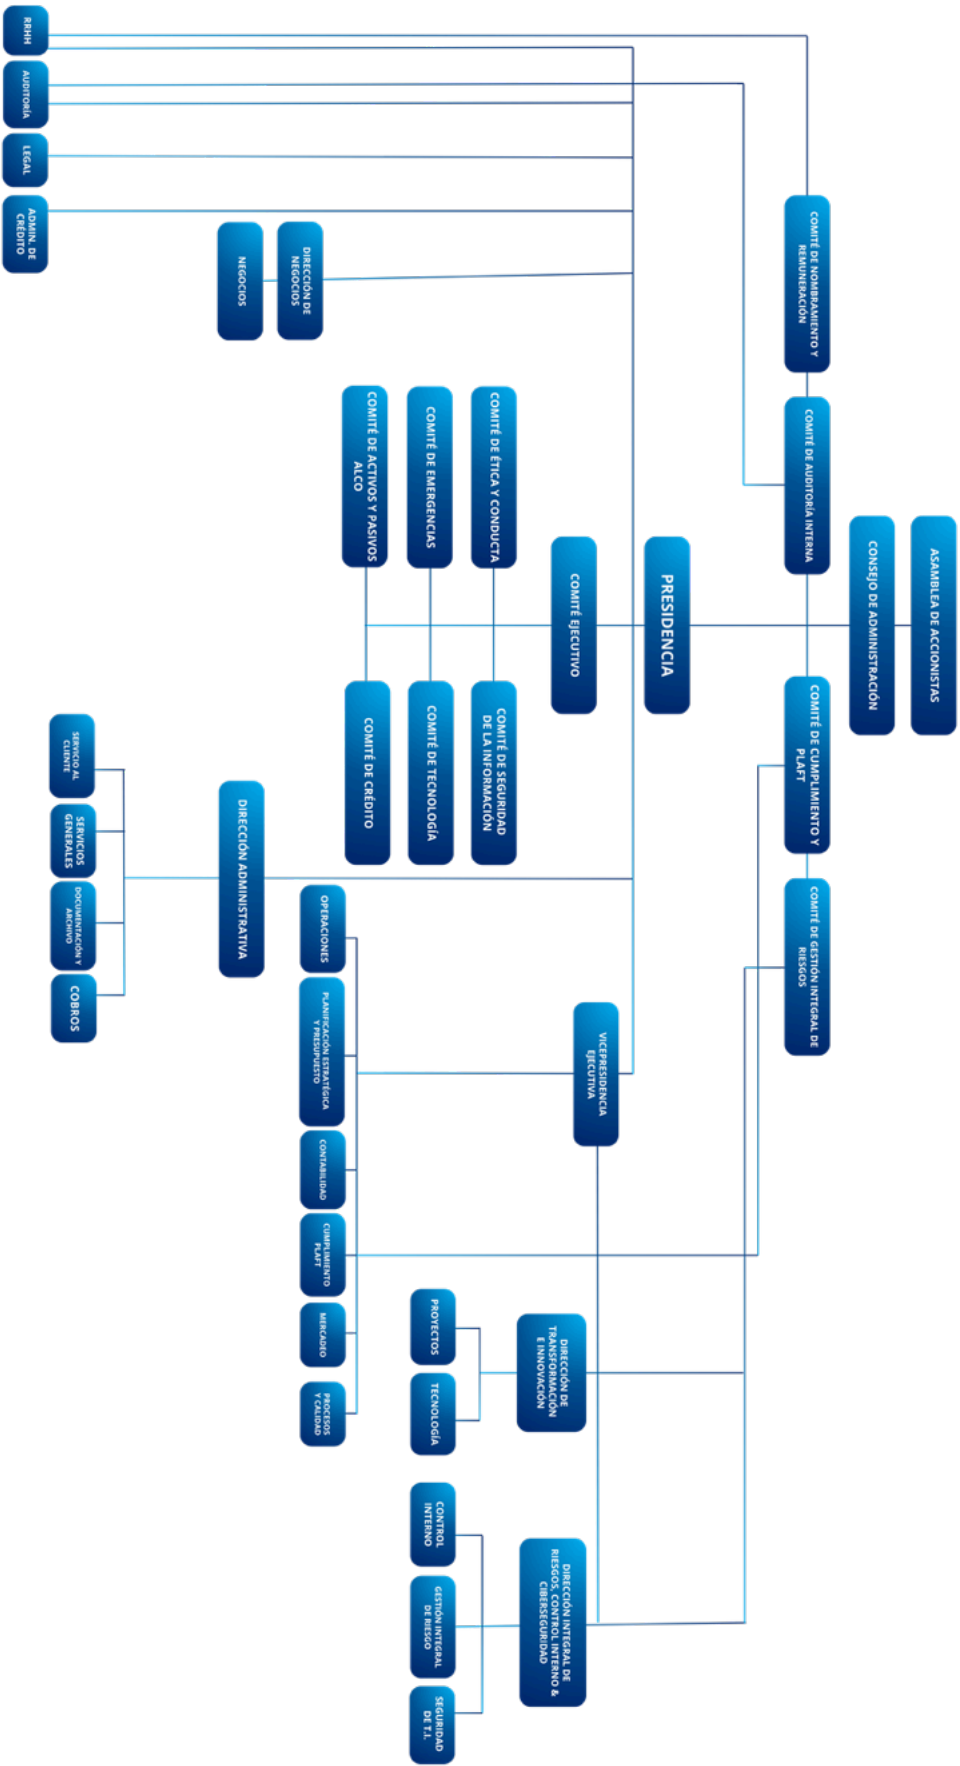 ASAMBLEA DE ACCIONISTAS
CONSEJO DE ADMINISTRACIÓN
COMITÉ DE NOMBRAMIENTO Y
REMUNERACIÓN
COMITÉ DE AUDITORÍA INTERNA
COMITÉ DE CUMPLIMIENTO Y
PLAFT
COMITÉ DE GESTIÓN INTEGRAL DE
RIESGOS
PRESIDENCIA
COMITÉ EJECUTIVO
VICEPRESIDENCIA
EJECUTIVA
DIRECCIÓN DE
TRANSFORMACIÓN
E INNOVACIÓN
DIRECCIÓN INTEGRAL DE
RIESGOS, CONTROL INTERNO &
CIBERSEGURIDAD
COMITÉ DE ÉTICA Y CONDUCTA
COMITÉ DE SEGURIDAD
DE LA INFORMACIÓN
COMITÉ DE EMERGENCIAS
COMITÉ DE TECNOLOGÍA
PROYECTOS
TECNOLOGÍA
CONTROL
INTERNO
GESTIÓN INTEGRAL
DE RIESGO
SEGURIDAD
DE T.I.
COMITÉ DE ACTIVOS Y PASIVOS
ALCO
COMITÉ DE CRÉDITO
DIRECCIÓN DE
NEGOCIOS
OPERACIONES
PLANIFICACIÓN ESTRATÉGICA
Y PRESUPUESTO
CONTABILIDAD
CUMPLIMIENTO
PLAFT
MERCADEO
PROCESOS
Y CALIDAD
NEGOCIOS
DIRECCIÓN ADMINISTRATIVA
SERVICIO AL
CLIENTE
SERVICIOS
GENERALES
DOCUMENTACIÓN Y
ARCHIVO
COBROS
RRHH
AUDITORÍA
LEGAL
ADMIN. DE
CRÉDITO